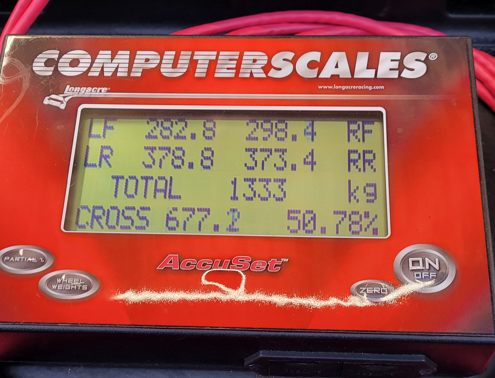 COMPUTERSCALES®
Longacre®
www.longacreracing.com
LF 282.8 298.4 RF
LR 378.8 373.4 RR
TOTAL 1333 kg
CROSS 677.2 50.78%
AccuSet™
PARTIAL %
WHEEL
WEIGHTS
ZERO
ON
OFF